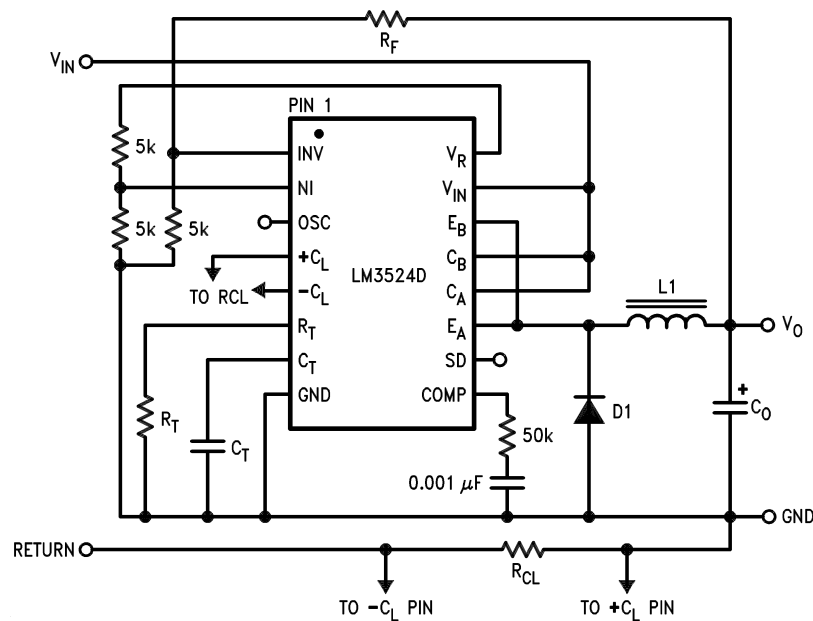 R_F
V_IN
PIN 1
5k
INV
V_R
NI
V_IN
5k
5k
OSC
E_B
+C_L
LM3524D
C_B
TO RCL
-C_L
C_A
L1
R_T
E_A
V_O
C_T
SD
GND
COMP
R_T
C_T
50k
D1
+
C_O
0.001 µF
GND
RETURN
R_CL
TO -C_L PIN
TO +C_L PIN